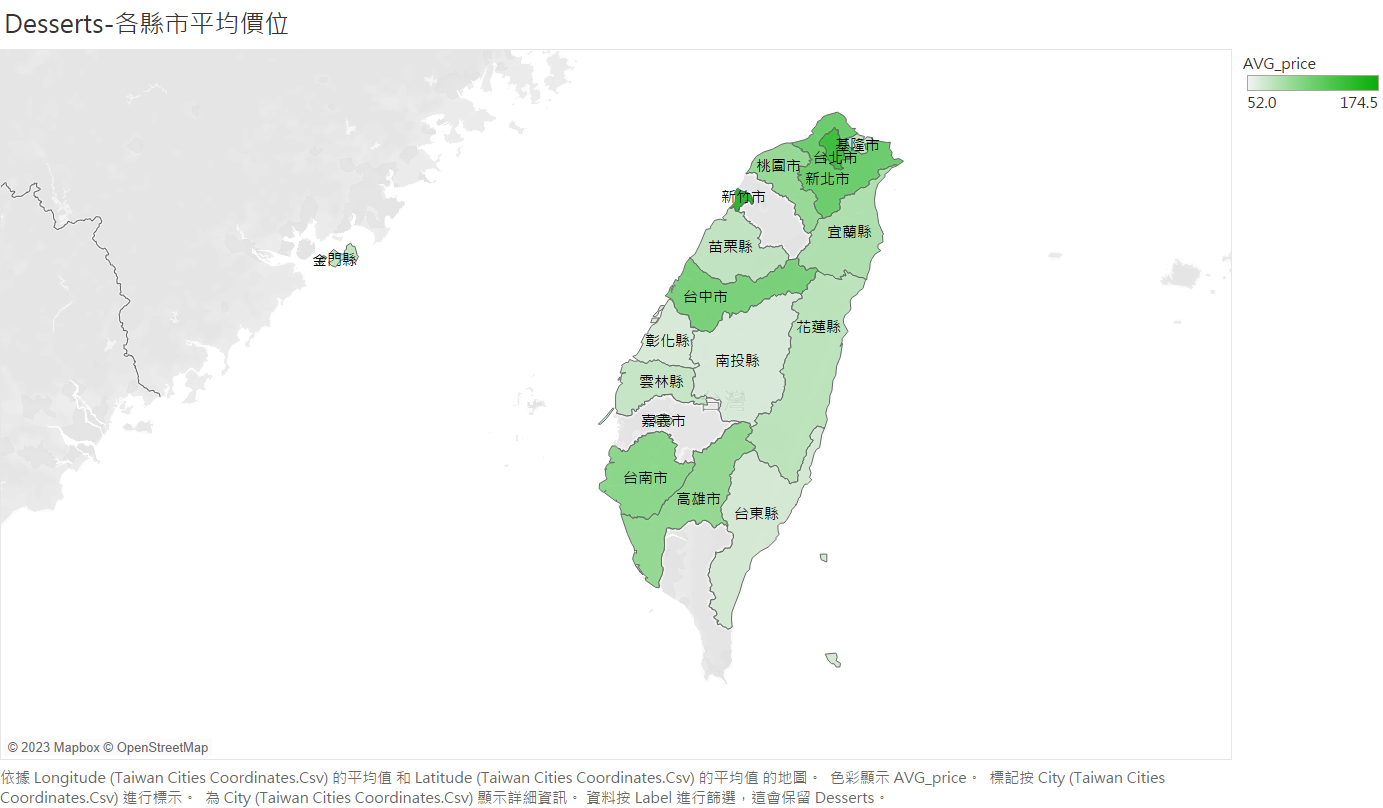 Desserts-各縣市平均價位
AVG_price
52.0
174.5
基隆市
台北市
桃園市
新北市
新竹市
宜蘭縣
苗栗縣
金門縣
台中市
花蓮縣
彰化縣
南投縣
雲林縣
台灣
嘉義市
台南市
高雄市
台東縣
© 2023 Mapbox © OpenStreetMap
依據 Longitude (Taiwan Cities Coordinates.Csv) 的平均值 和 Latitude (Taiwan Cities Coordinates.Csv) 的平均值 的地圖。 色彩顯示 AVG_price。 標記按 City (Taiwan Cities
Coordinates.Csv) 進行標示。 為 City (Taiwan Cities Coordinates.Csv) 顯示詳細資訊。 資料按 Label 進行篩選，這會保留 Desserts。